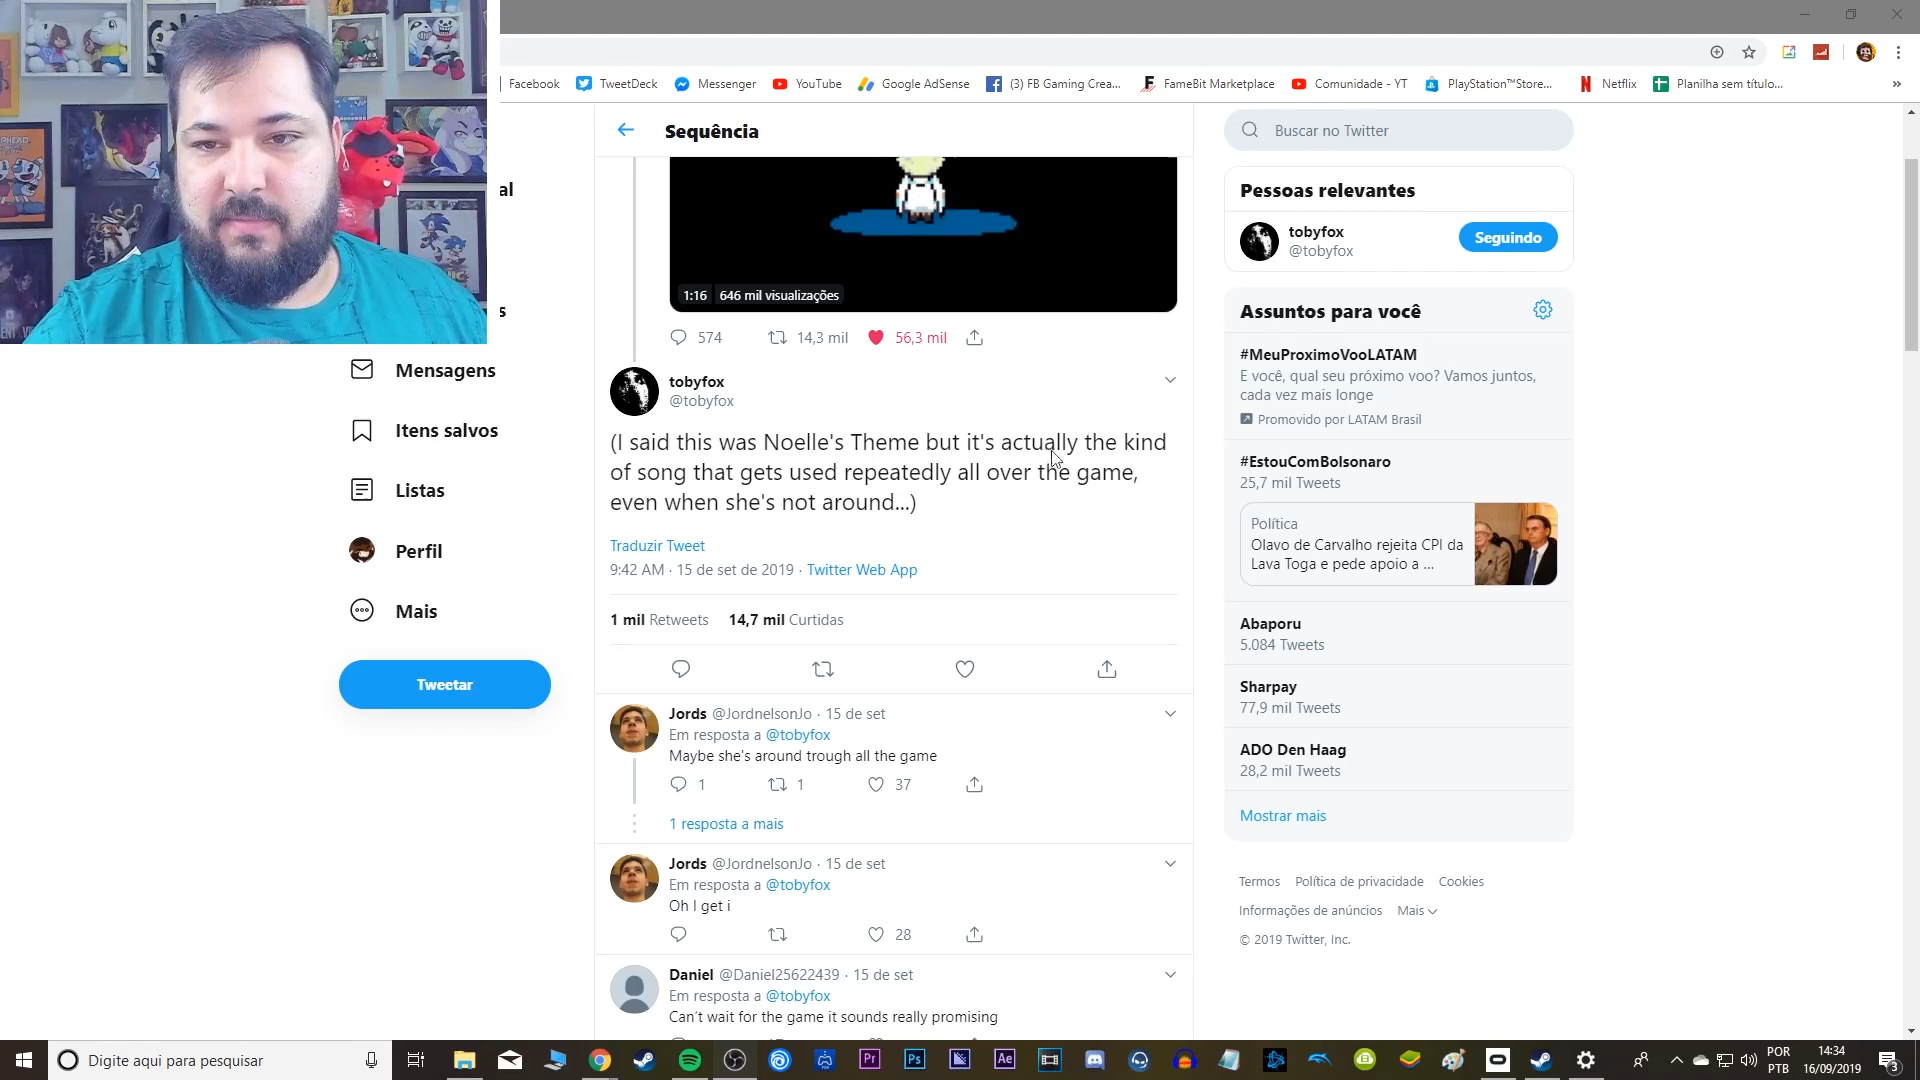 Facebook
TweetDeck
Messenger
YouTube
Google AdSense
(3) FB Gaming Crea...
FameBit Marketplace
Comunidade - YT
PlayStation™Store...
Netflix
Planilha sem título...
»
al
s
Mensagens
Itens salvos
Listas
Perfil
Mais
Tweetar
Sequência
1:16
646 mil visualizações
574
14,3 mil
56,3 mil
tobyfox
@tobyfox
(I said this was Noelle's Theme but it's actually the kind
of song that gets used repeatedly all over the game,
even when she's not around...)
Traduzir Tweet
9:42 AM · 15 de set de 2019 · Twitter Web App
1 mil Retweets 14,7 mil Curtidas
Jords @JordnelsonJo · 15 de set
Em resposta a @tobyfox
Maybe she's around trough all the game
1
1
37
1 resposta a mais
Jords @JordnelsonJo · 15 de set
Em resposta a @tobyfox
Oh I get i
28
Daniel @Daniel25622439 · 15 de set
Em resposta a @tobyfox
Can't wait for the game it sounds really promising
Buscar no Twitter
Pessoas relevantes
tobyfox
@tobyfox
Seguindo
Assuntos para você
#MeuProximoVooLATAM
E você, qual seu próximo voo? Vamos juntos,
cada vez mais longe
Promovido por LATAM Brasil
#EstouComBolsonaro
25,7 mil Tweets
Política
Olavo de Carvalho rejeita CPI da
Lava Toga e pede apoio a ...
Abaporu
5.084 Tweets
Sharpay
77,9 mil Tweets
ADO Den Haag
28,2 mil Tweets
Mostrar mais
Termos Política de privacidade Cookies
Informações de anúncios Mais
© 2019 Twitter, Inc.
Digite aqui para pesquisar
Pr
Ps
Ae
POR
PTB
14:34
16/09/2019
3